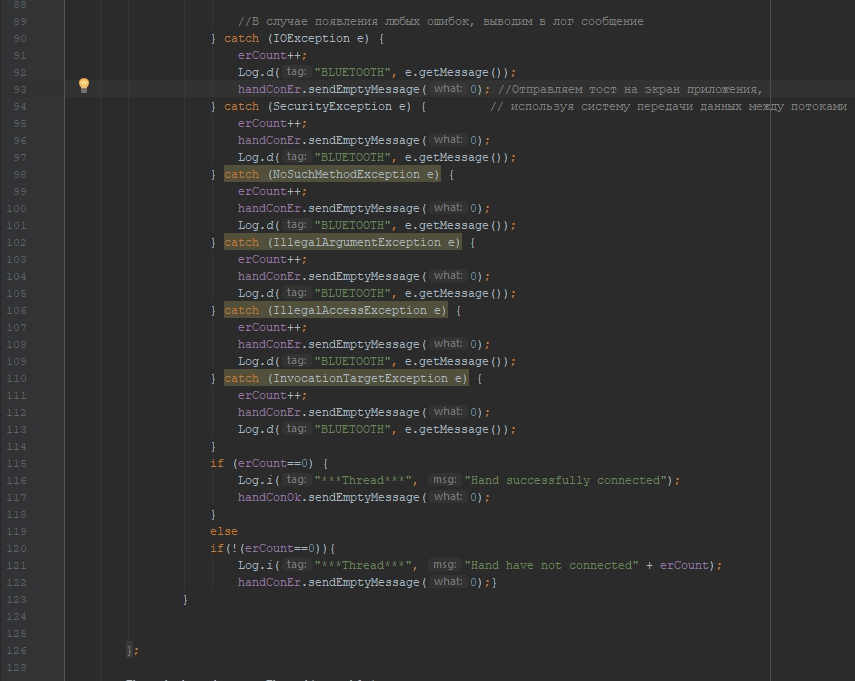 88
89 //В случае появления любых ошибок, выводим в лог сообщение
90 } catch (IOException e) {
91 erCount++;
92 Log.d( tag: "BLUETOOTH", e.getMessage());
93 handConEr.sendEmptyMessage( what: 0); //Отправляем тост на экран приложения,
94 } catch (SecurityException e) { // используя систему передачи данных между потоками
95 erCount++;
96 handConEr.sendEmptyMessage( what: 0);
97 Log.d( tag: "BLUETOOTH", e.getMessage());
98 } catch (NoSuchMethodException e) {
99 erCount++;
100 handConEr.sendEmptyMessage( what: 0);
101 Log.d( tag: "BLUETOOTH", e.getMessage());
102 } catch (IllegalArgumentException e) {
103 erCount++;
104 handConEr.sendEmptyMessage( what: 0);
105 Log.d( tag: "BLUETOOTH", e.getMessage());
106 } catch (IllegalAccessException e) {
107 erCount++;
108 handConEr.sendEmptyMessage( what: 0);
109 Log.d( tag: "BLUETOOTH", e.getMessage());
110 } catch (InvocationTargetException e) {
111 erCount++;
112 handConEr.sendEmptyMessage( what: 0);
113 Log.d( tag: "BLUETOOTH", e.getMessage());
114 }
115 if (erCount==0) {
116 Log.i( tag: "***Thread***", msg: "Hand successfully connected");
117 handConOk.sendEmptyMessage( what: 0);
118 }
119 else
120 if(!(erCount==0)){
121 Log.i( tag: "***Thread***", msg: "Hand have not connected" + erCount);
122 handConEr.sendEmptyMessage( what: 0);}
123 }
124
125
126 };
128